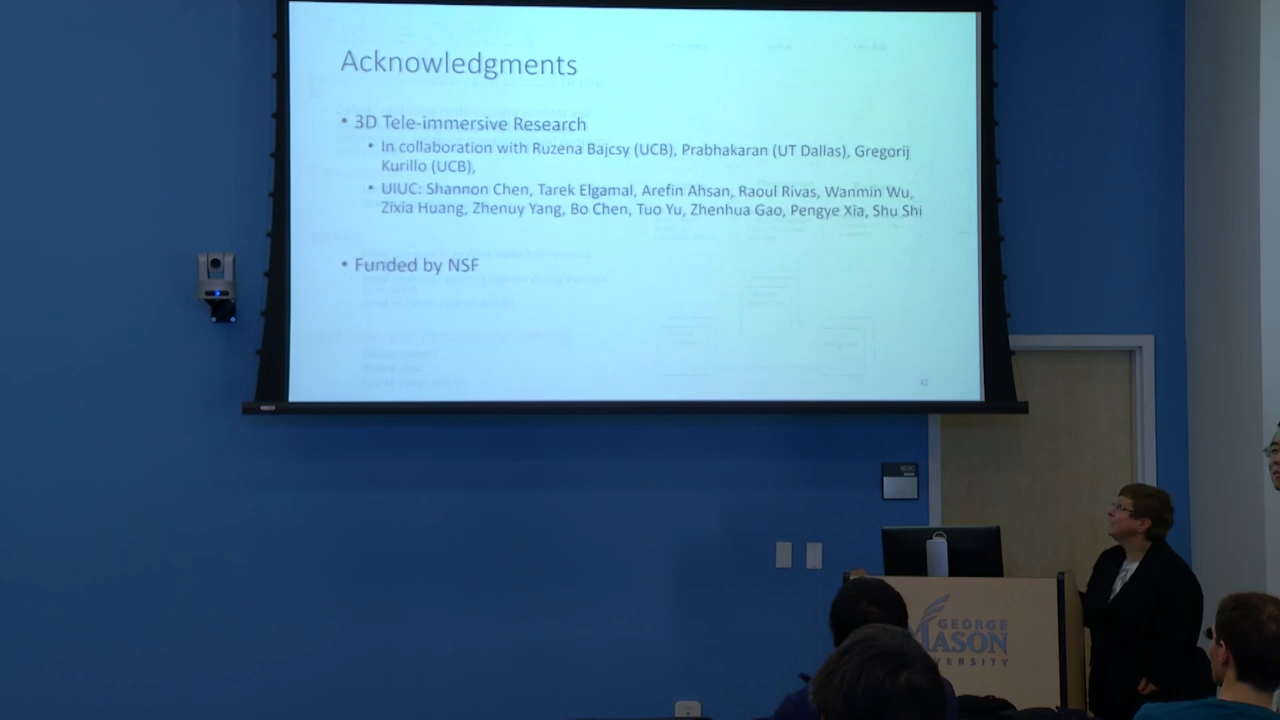 Acknowledgments
• 3D Tele-immersive Research
• In collaboration with Ruzena Bajcsy (UCB), Prabhakaran (UT Dallas), Gregorij
Kurillo (UCB),
• UIUC: Shannon Chen, Tarek Elgamal, Arefin Ahsan, Raoul Rivas, Wanmin Wu,
Zixia Huang, Zhenuy Yang, Bo Chen, Tuo Yu, Zhenhua Gao, Pengye Xia, Shu Shi
• Funded by NSF
42
GEORGE
MASON
VERSITY